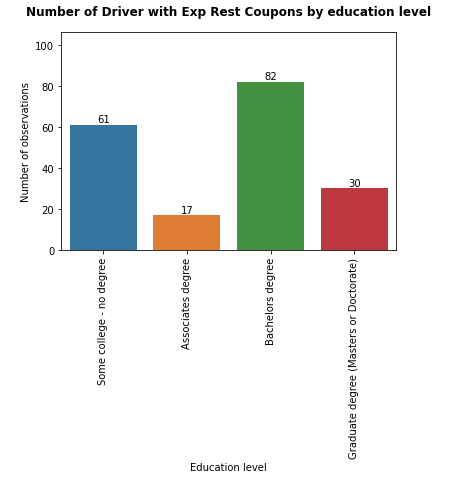 Number of Driver with Exp Rest Coupons by education level
Number of observations
100
80
60
40
20
0
61
17
82
30
Some college - no degree
Associates degree
Bachelors degree
Graduate degree (Masters or Doctorate)
Education level